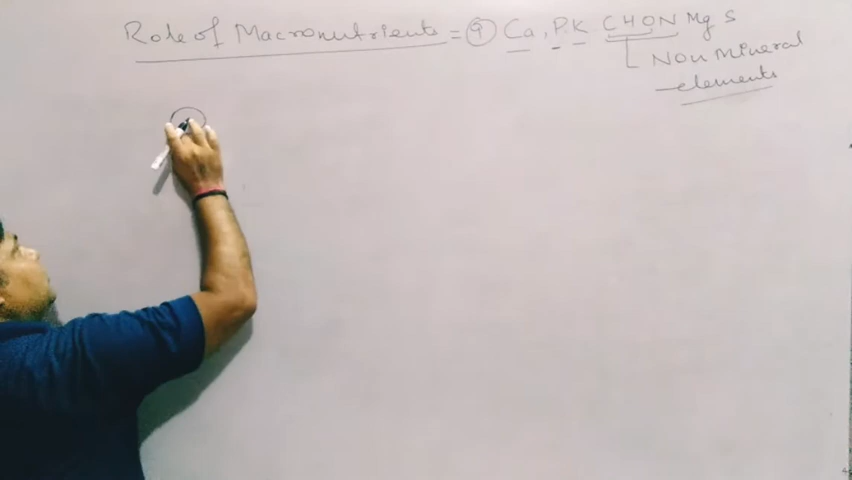 Role of Macronutrients = 9 Ca, P K CHON Mg S
Non Mineral
elements